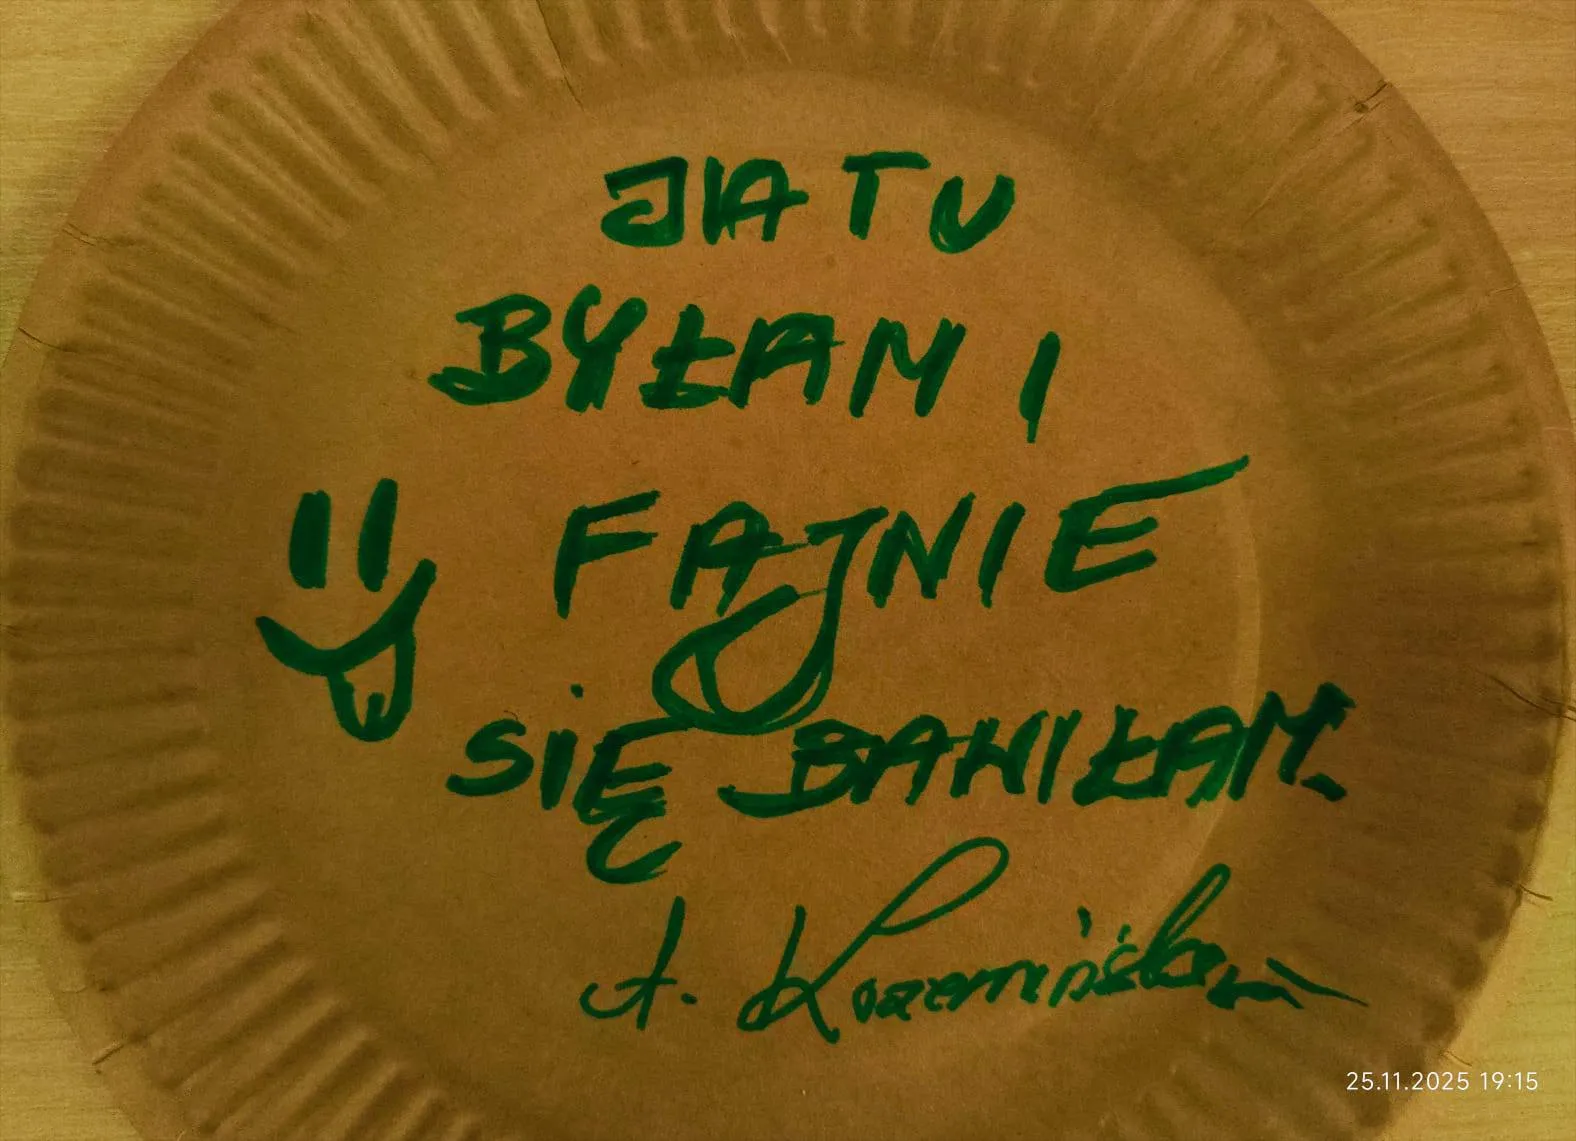 JA TU
BYŁAM I
FAJNIE
SIĘ BAWIŁAM.
A.
25.11.2025 19:15